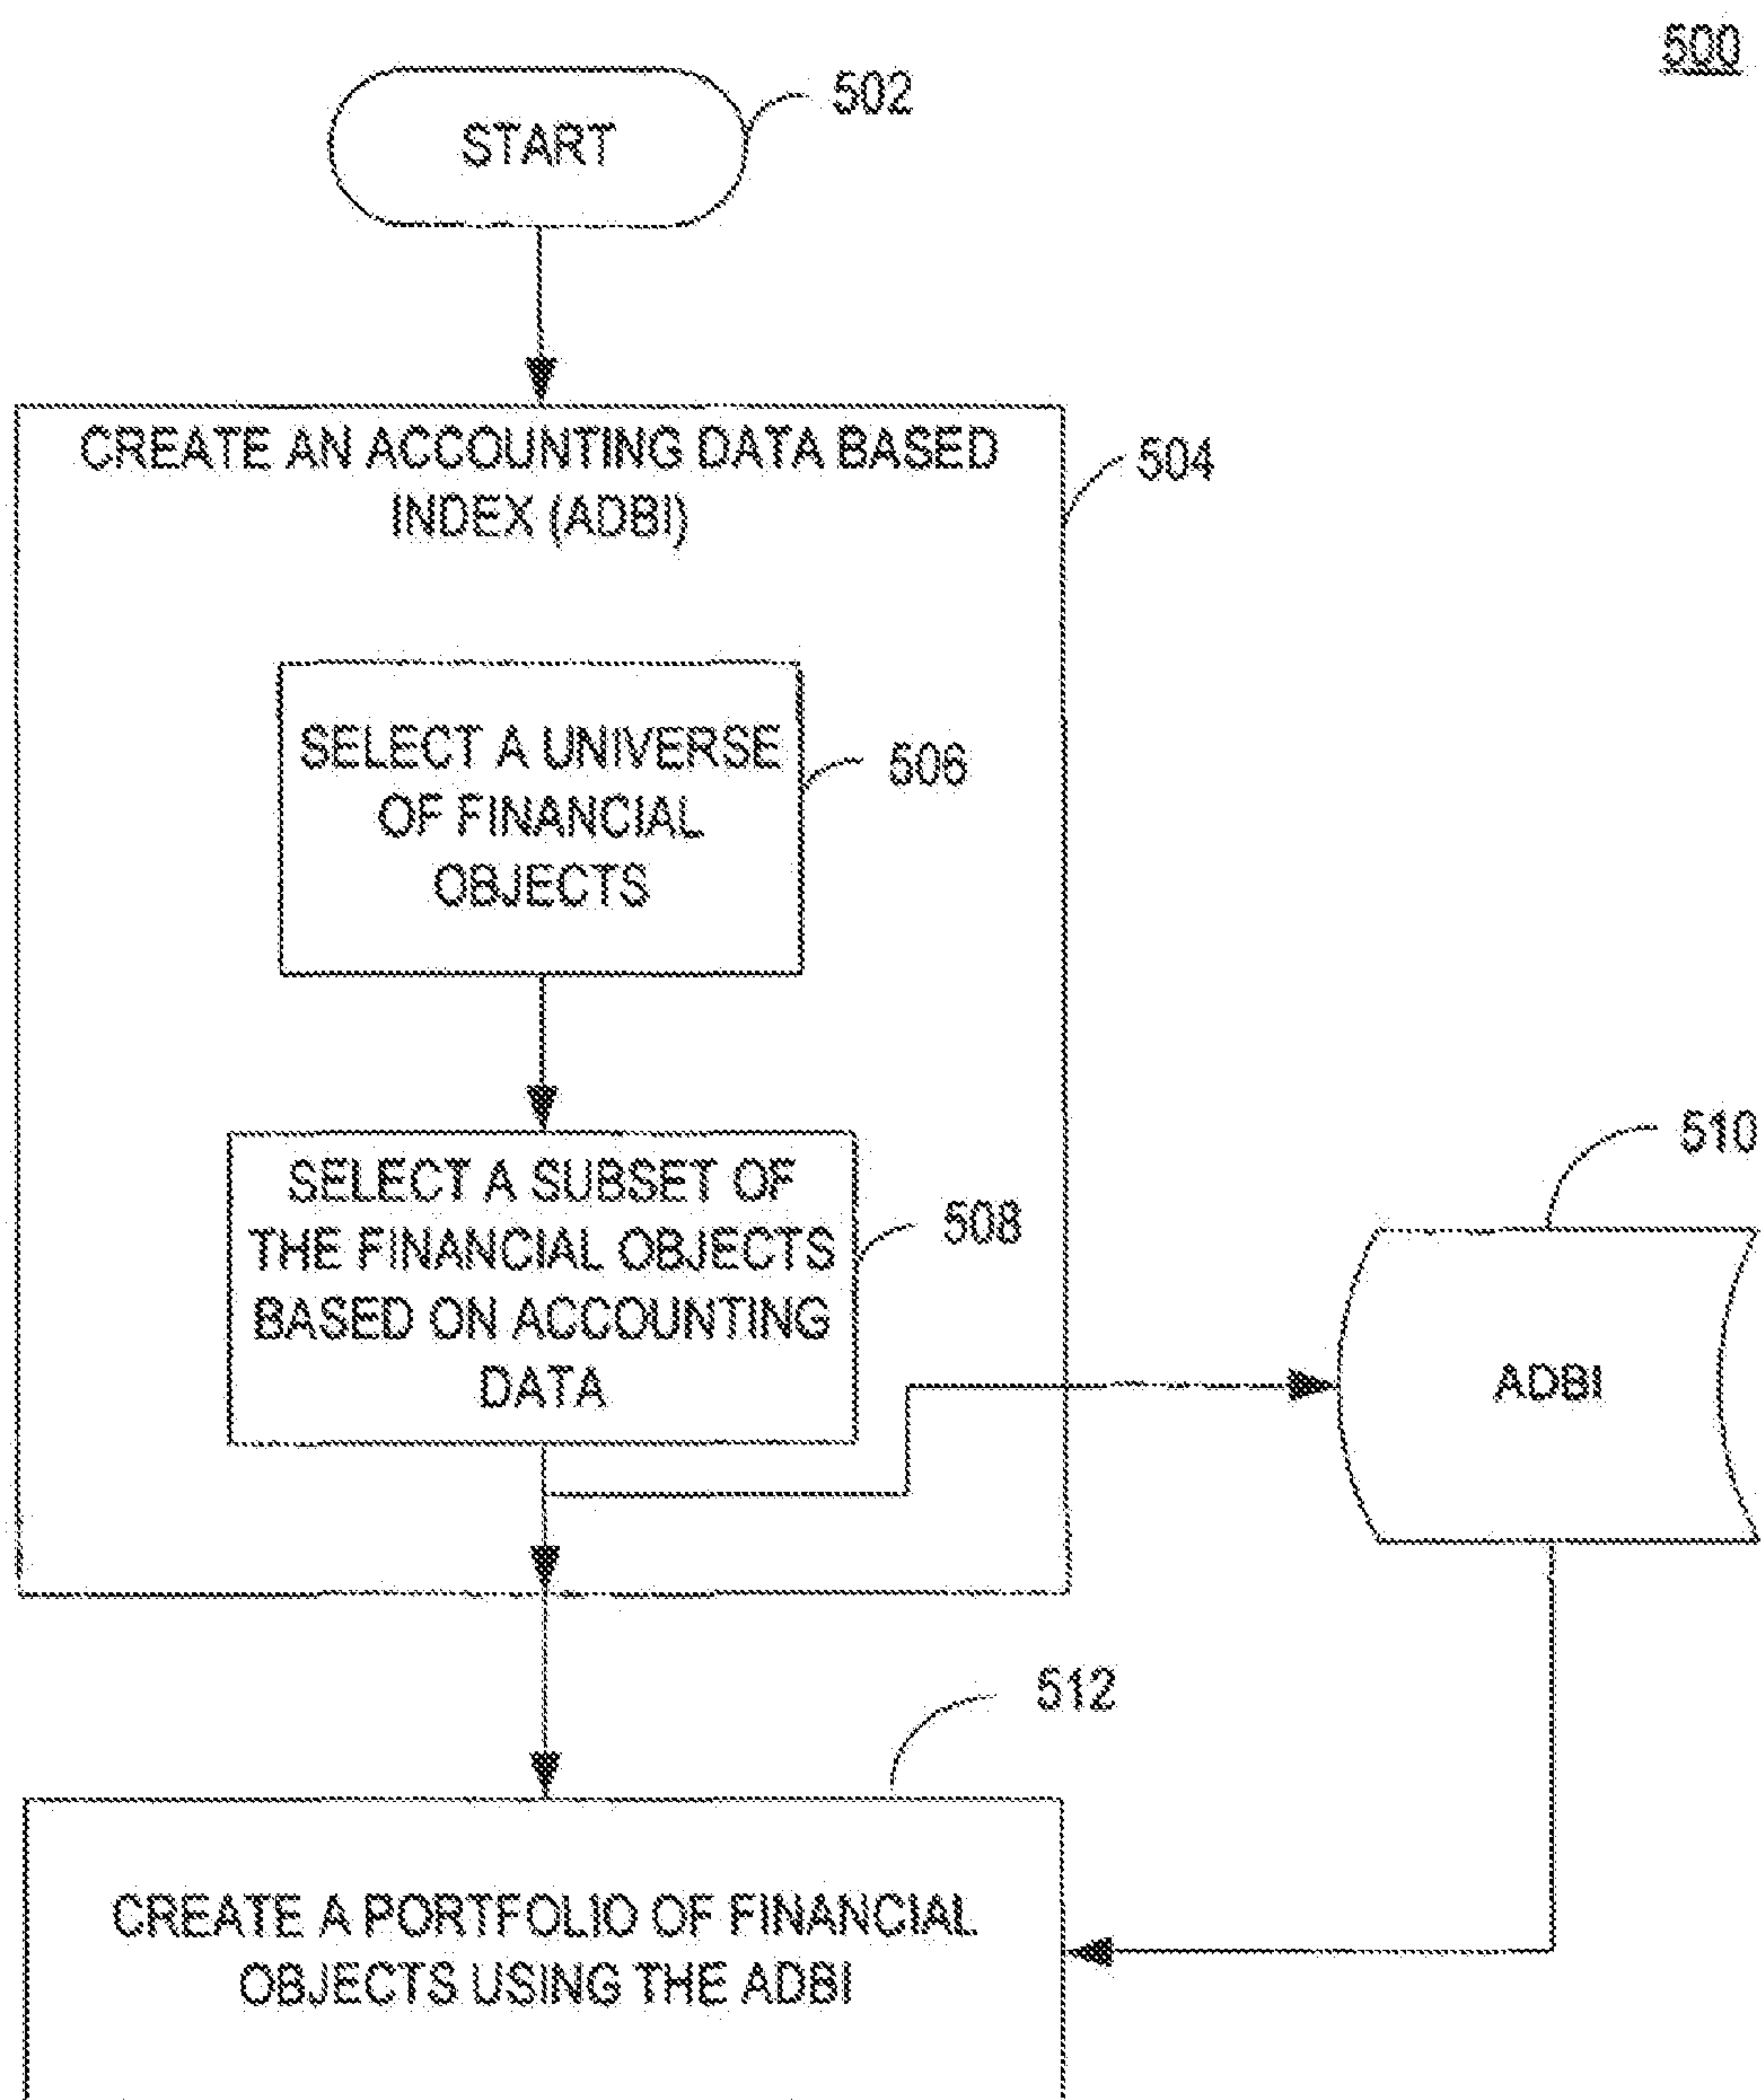 500
START
502
CREATE AN ACCOUNTING DATA BASED
INDEX (ADBI)
504
SELECT A UNIVERSE
OF FINANCIAL
OBJECTS
506
SELECT A SUBSET OF
THE FINANCIAL OBJECTS
BASED ON ACCOUNTING
DATA
508
510
ADBI
512
CREATE A PORTFOLIO OF FINANCIAL
OBJECTS USING THE ADBI